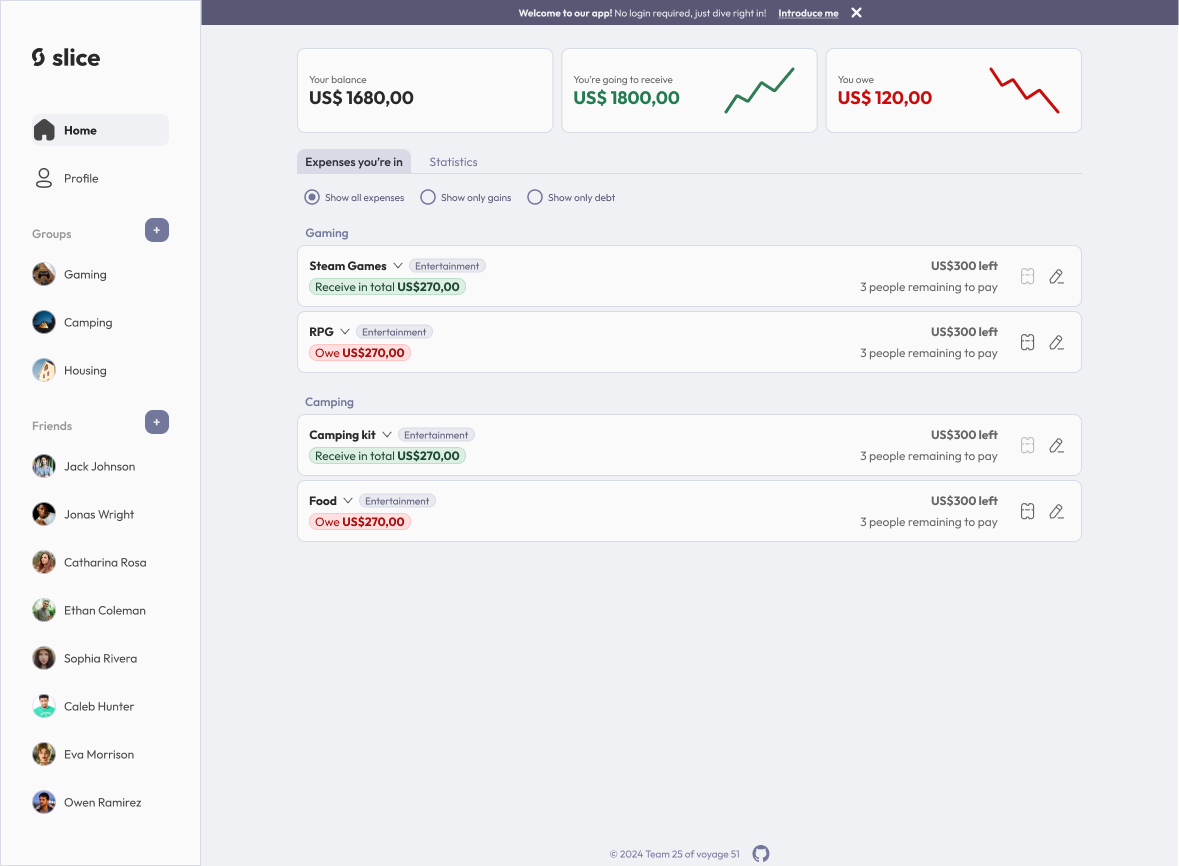 Welcome to our app! No login required, just dive right in! Introduce me
slice
Home
Profile
Groups
+
Gaming
Camping
Housing
Friends
+
Jack Johnson
Jonas Wright
Catharina Rosa
Ethan Coleman
Sophia Rivera
Caleb Hunter
Eva Morrison
Owen Ramirez
Your balance
US$ 1680,00
You're going to receive
US$ 1800,00
You owe
US$ 120,00
Expenses you're in Statistics
Show all expenses Show only gains Show only debt
Gaming
Steam Games Entertainment US$300 left
Receive in total US$270,00 3 people remaining to pay
RPG Entertainment US$300 left
Owe US$270,00 3 people remaining to pay
Camping
Camping kit Entertainment US$300 left
Receive in total US$270,00 3 people remaining to pay
Food Entertainment US$300 left
Owe US$270,00 3 people remaining to pay
© 2024 Team 25 of voyage 51